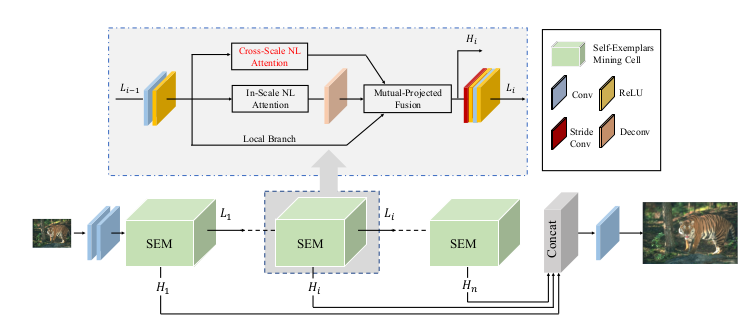 H_i
Cross-Scale NL
Attention
L_{i-1}
In-Scale NL
Attention
Mutual-Projected
Fusion
L_i
Local Branch
Self-Exemplars
Mining Cell
Conv
ReLU
Stride
Conv
Deconv
SEM
L_1
SEM
L_i
SEM
Concat
H_1
H_i
H_n